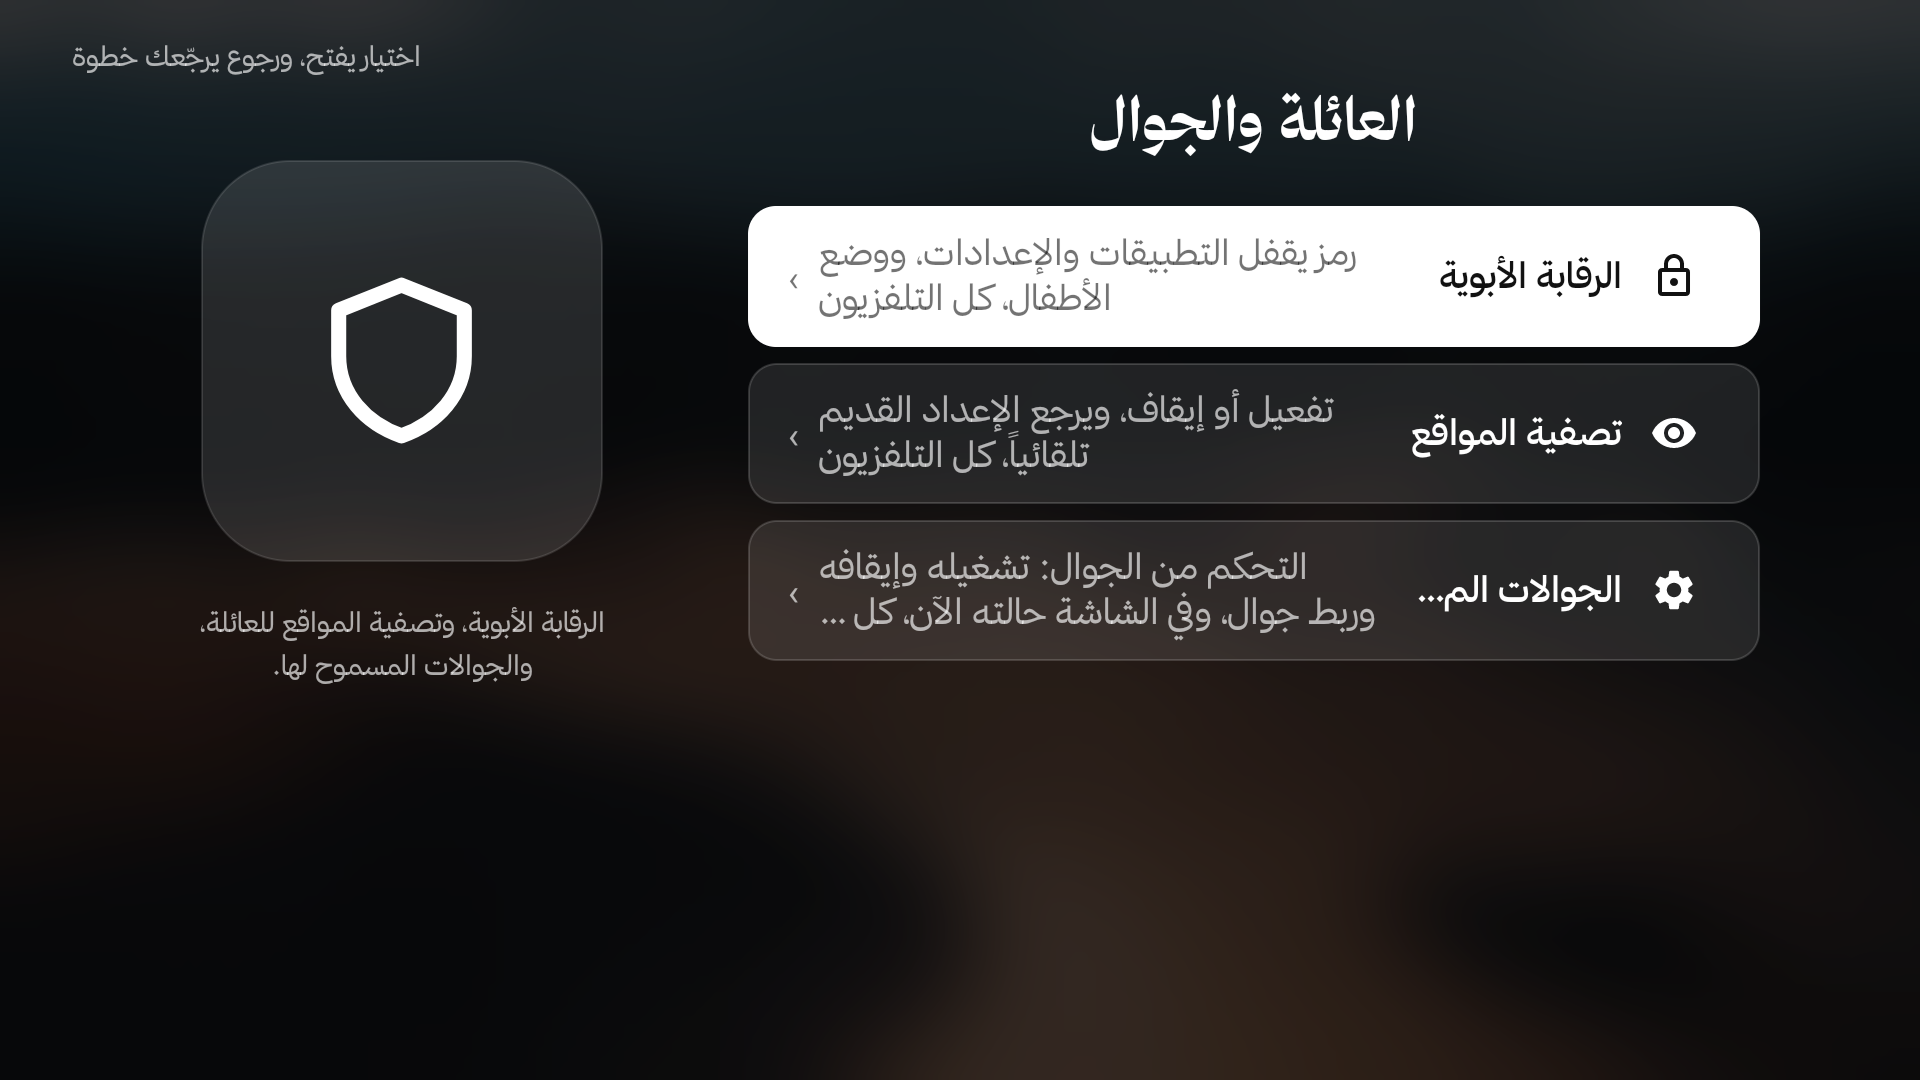 اختيار يفتح، ورجوع يرجّعك خطوة
العائلة والجوال
الرقابة الأبوية
رمز يقفل التطبيقات والإعدادات، ووضع
الأطفال، كل التلفزيون
تصفية المواقع
تفعيل أو إيقاف، ويرجع الإعداد القديم
تلقائياً، كل التلفزيون
الجوالات الم...
التحكم من الجوال: تشغيله وإيقافه
وربط جوال، وفي الشاشة حالته الآن، كل ...
الرقابة الأبوية، وتصفية المواقع للعائلة،
والجوالات المسموح لها.